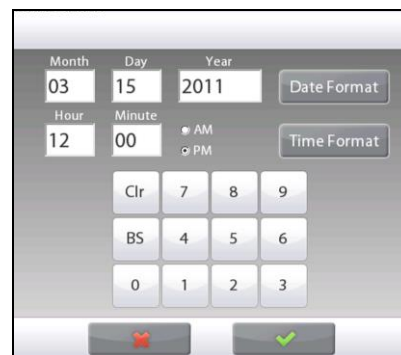 Month Day Year
03 15 2011 Date Format
Hour Minute
12 00 AM
PM
Time Format
Clr 7 8 9
BS 4 5 6
0 1 2 3